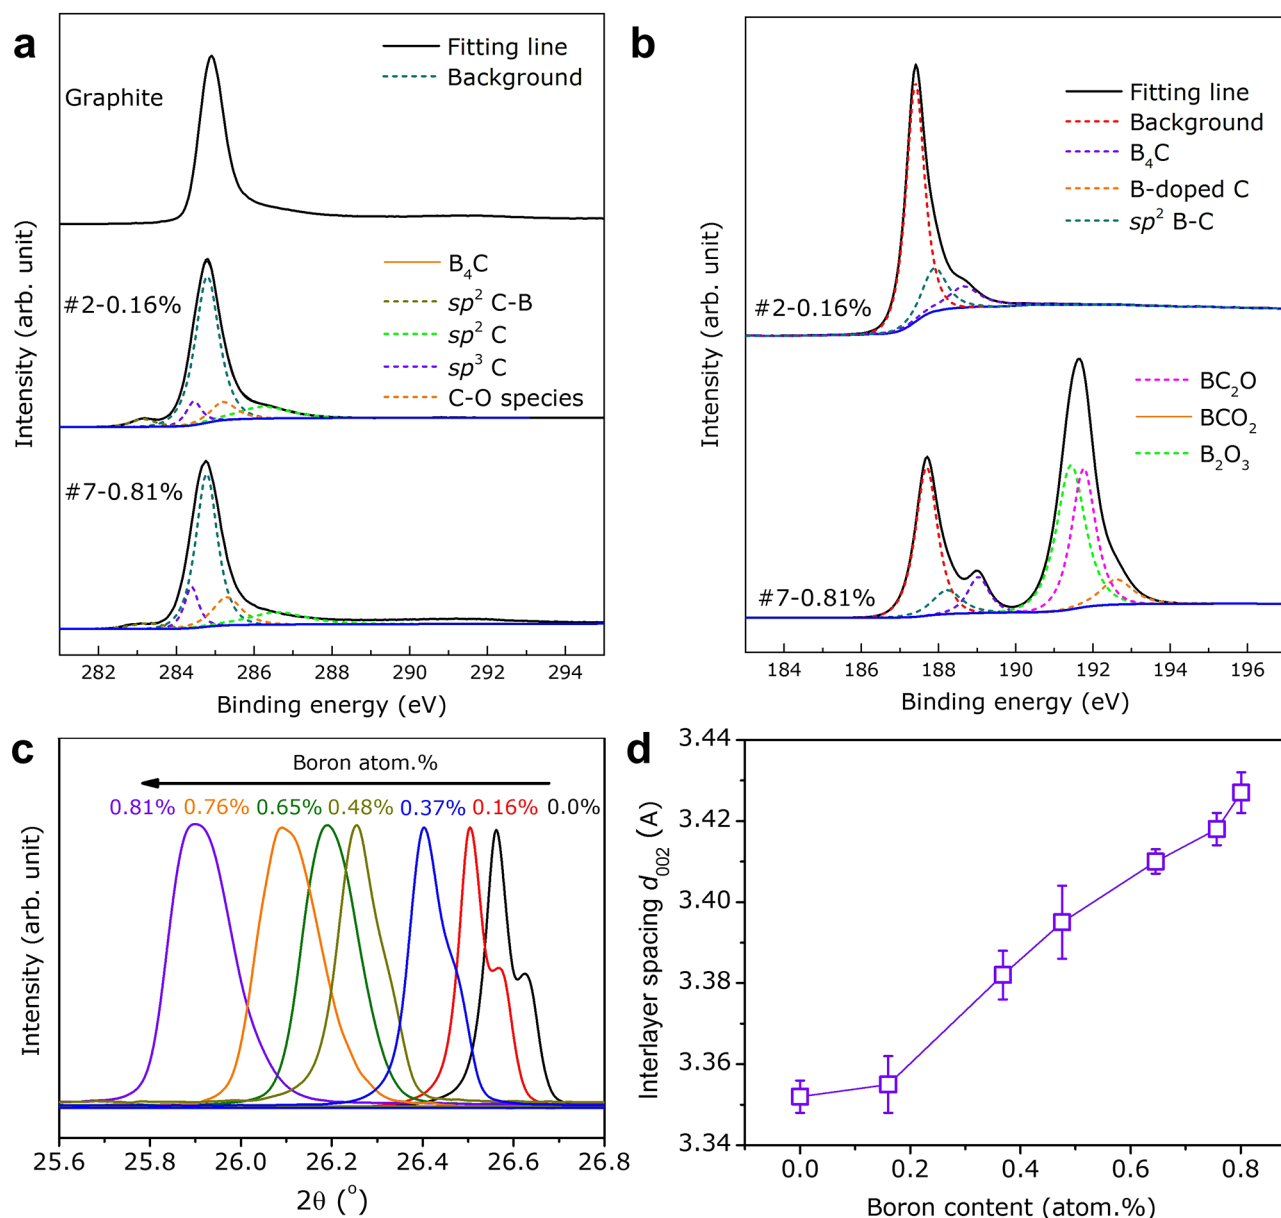 a
Fitting line
Background
Graphite
B₄C
sp² C-B
sp² C
sp³ C
C-O species
#2-0.16%
#7-0.81%
Intensity (arb. unit)
282 284 286 288 290 292 294
Binding energy (eV)
b
Fitting line
Background
B₄C
B-doped C
sp² B-C
#2-0.16%
BC₂O
BCO₂
B₂O₃
#7-0.81%
Intensity (arb. unit)
184 186 188 190 192 194 196
Binding energy (eV)
c
Boron atom.%
0.81% 0.76% 0.65% 0.48% 0.37% 0.16% 0.0%
Intensity (arb. unit)
25.6 25.8 26.0 26.2 26.4 26.6 26.8
2θ (°)
d
3.44
3.42
3.40
3.38
3.36
3.34
Interlayer spacing d₀₀₂ (A)
0.0 0.2 0.4 0.6 0.8
Boron content (atom.%)